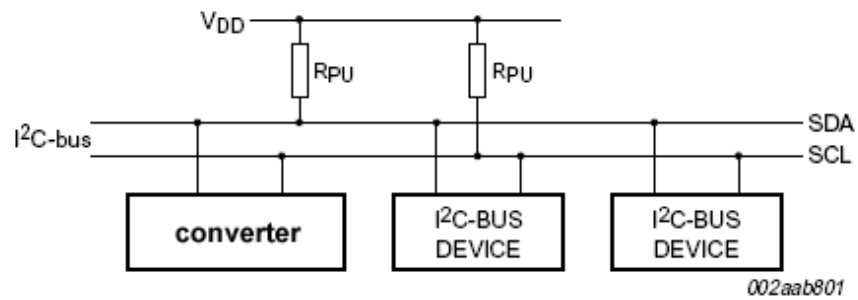 VDD
RPU RPU
I²C-bus
SDA
SCL
converter
I²C-BUS
DEVICE
I²C-BUS
DEVICE
002aab801